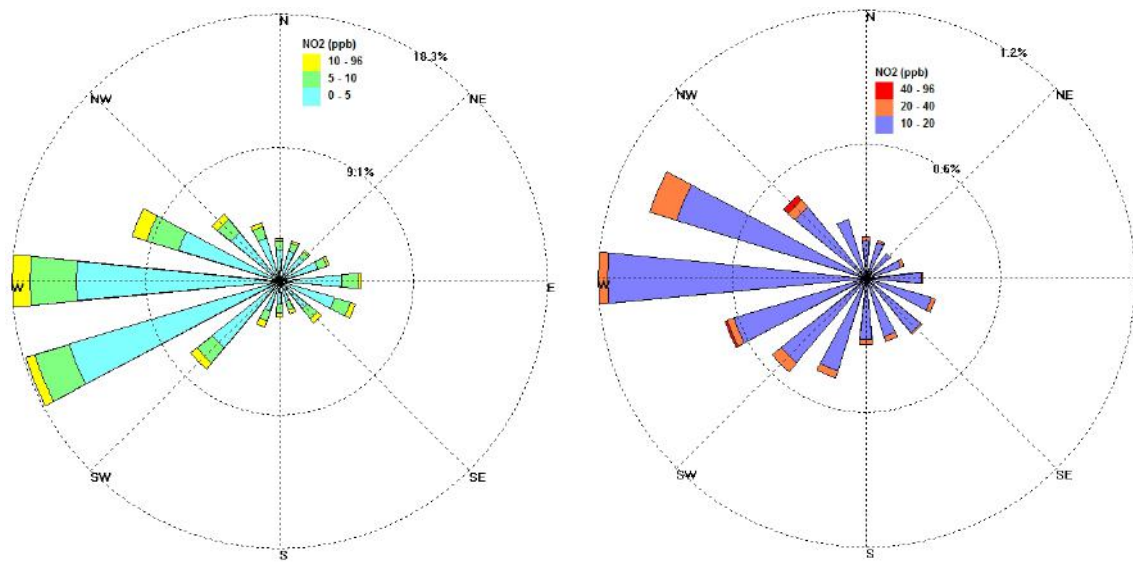 N
18.3%
NO2 (ppb)
10 - 96
5 - 10
0 - 5
NW
NE
9.1%
W
E
SW
SE
S
N
1.2%
NO2 (ppb)
40 - 96
20 - 40
10 - 20
NW
NE
0.6%
W
E
SW
SE
S